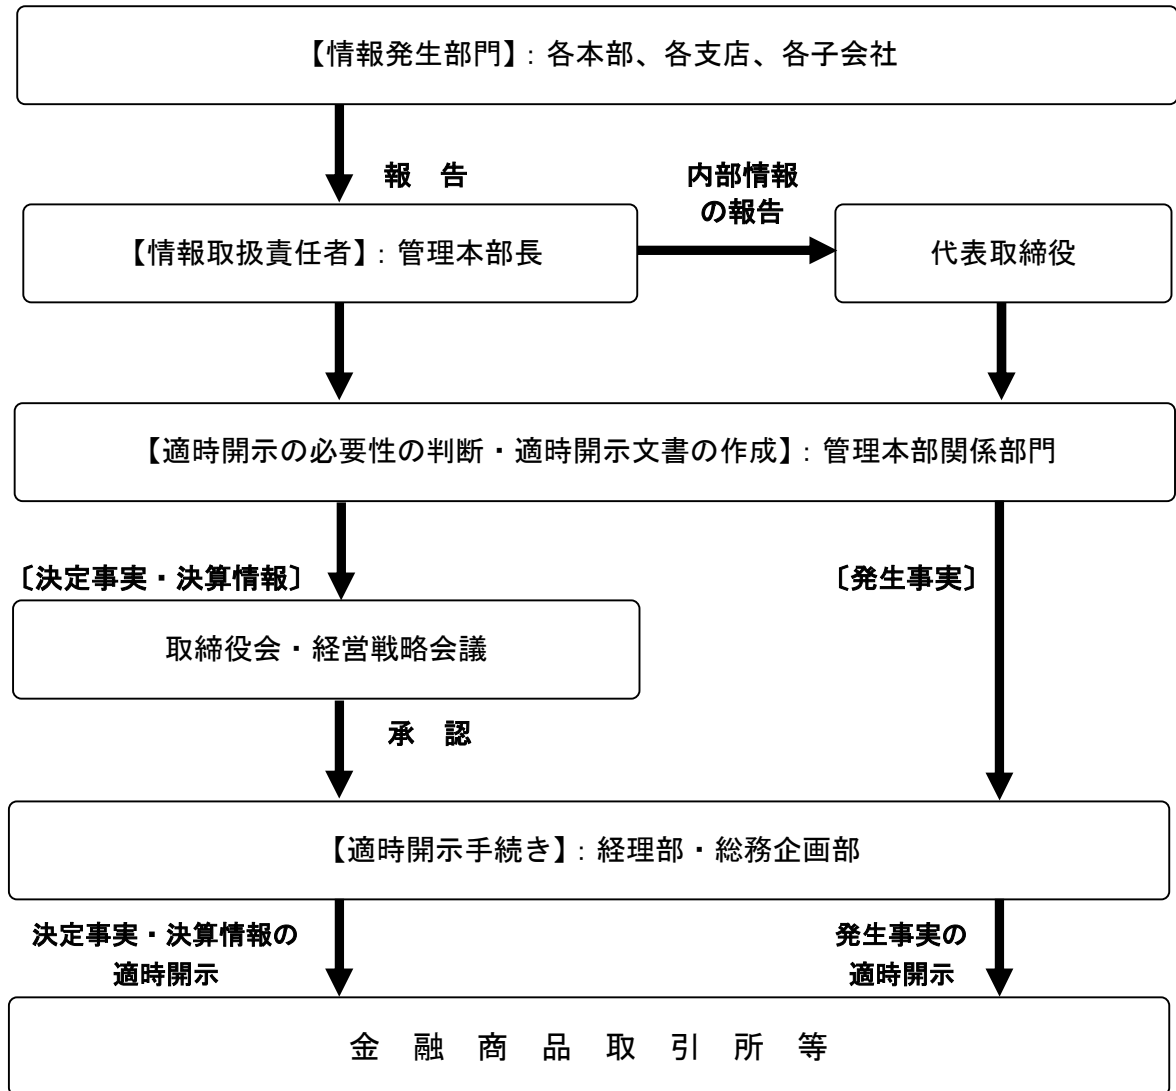 【情報発生部門】：各本部、各支店、各子会社
報　告
内部情報
の報告
【情報取扱責任者】：管理本部長
代表取締役
【適時開示の必要性の判断・適時開示文書の作成】：管理本部関係部門
〔決定事実・決算情報〕
〔発生事実〕
取締役会・経営戦略会議
承　認
【適時開示手続き】：経理部・総務企画部
決定事実・決算情報の
適時開示
発生事実の
適時開示
金　融　商　品　取　引　所　等